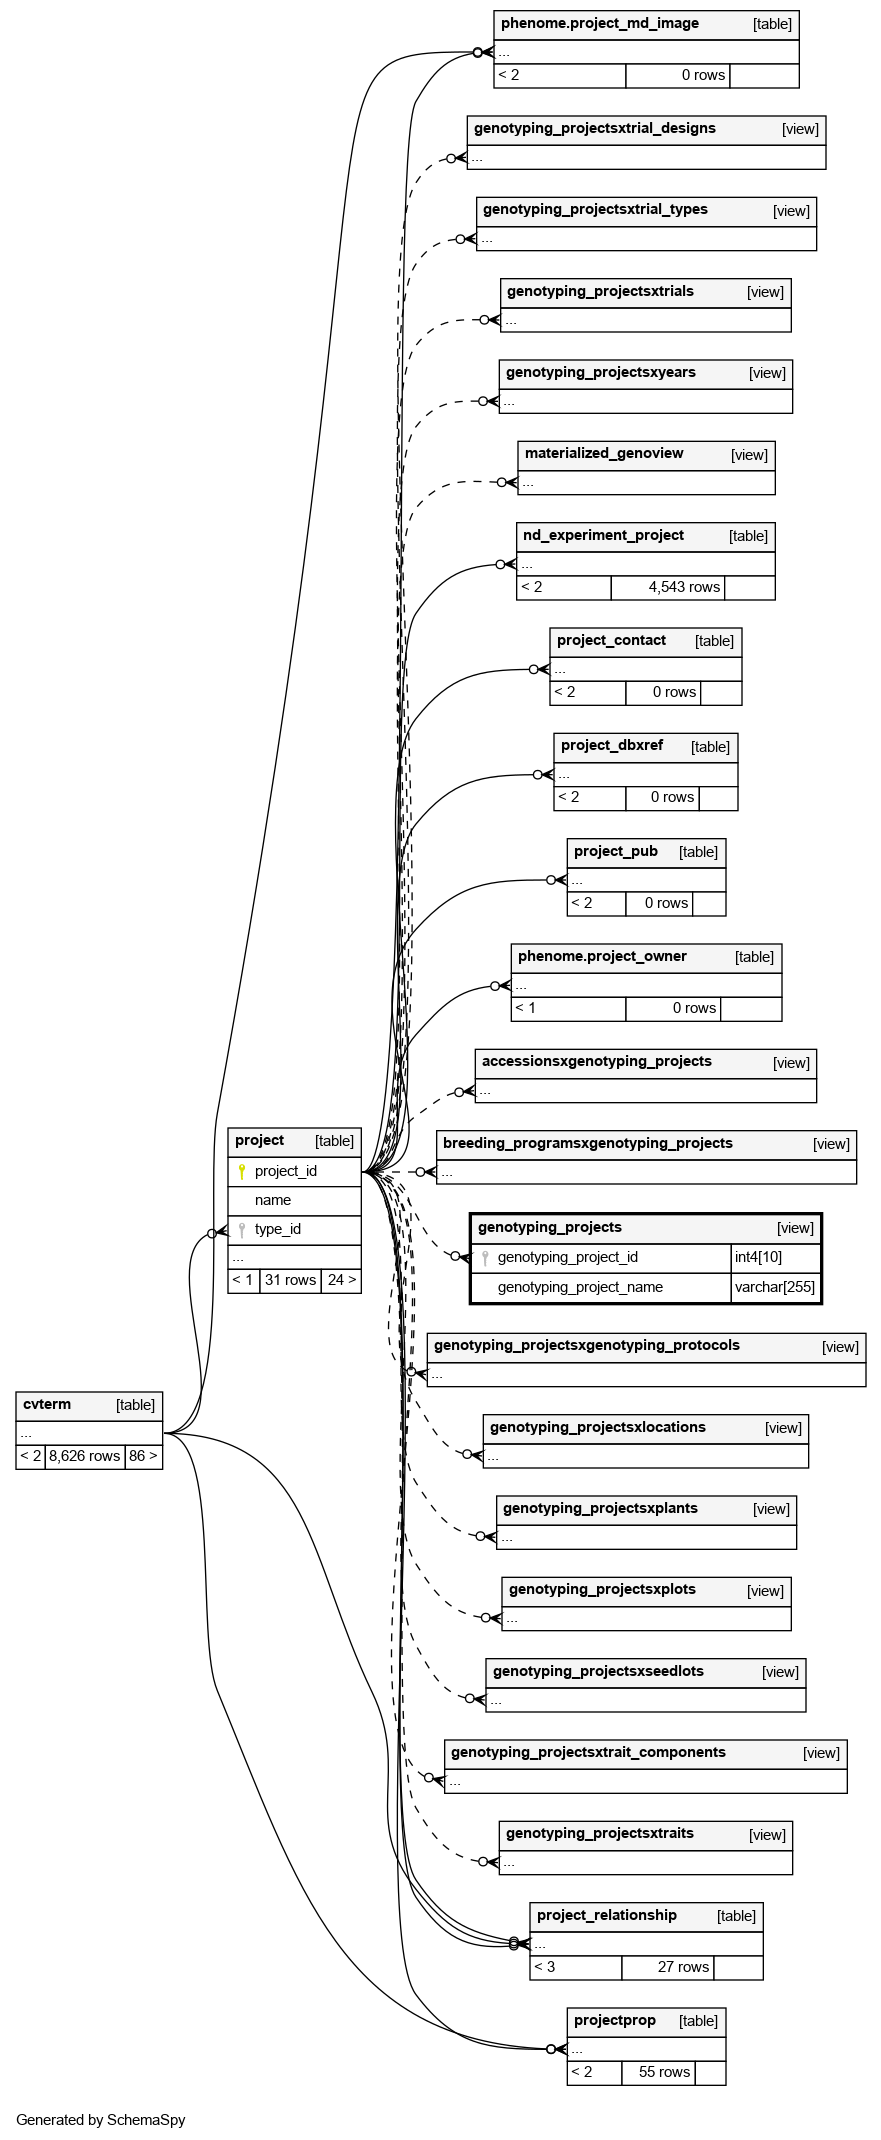 phenome.project_md_image [table]
...
< 2 0 rows
genotyping_projectsxtrial_designs [view]
...
genotyping_projectsxtrial_types [view]
...
genotyping_projectsxtrials [view]
...
genotyping_projectsxyears [view]
...
materialized_genoview [view]
...
nd_experiment_project [table]
...
< 2 4,543 rows
project_contact [table]
...
< 2 0 rows
project_dbxref [table]
...
< 2 0 rows
project_pub [table]
...
< 2 0 rows
phenome.project_owner [table]
...
< 1 0 rows
accessionsxgenotyping_projects [view]
...
project [table]
project_id
name
type_id
...
< 1 31 rows 24 >
breeding_programsxgenotyping_projects [view]
...
genotyping_projects [view]
genotyping_project_id int4[10]
genotyping_project_name varchar[255]
genotyping_projectsxgenotyping_protocols [view]
...
cvterm [table]
...
< 2 8,626 rows 86 >
genotyping_projectsxlocations [view]
...
genotyping_projectsxplants [view]
...
genotyping_projectsxplots [view]
...
genotyping_projectsxseedlots [view]
...
genotyping_projectsxtrait_components [view]
...
genotyping_projectsxtraits [view]
...
project_relationship [table]
...
< 3 27 rows
projectprop [table]
...
< 2 55 rows
Generated by SchemaSpy